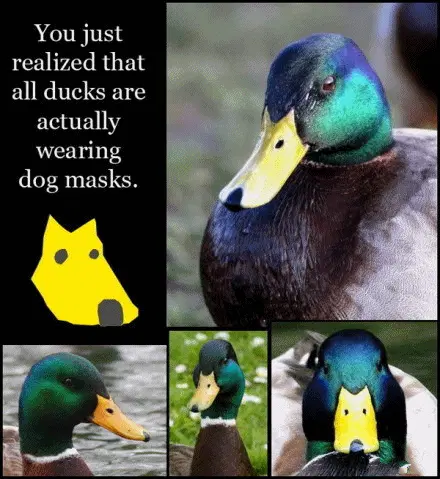 You just
realized that
all ducks are
actually
wearing
dog masks.